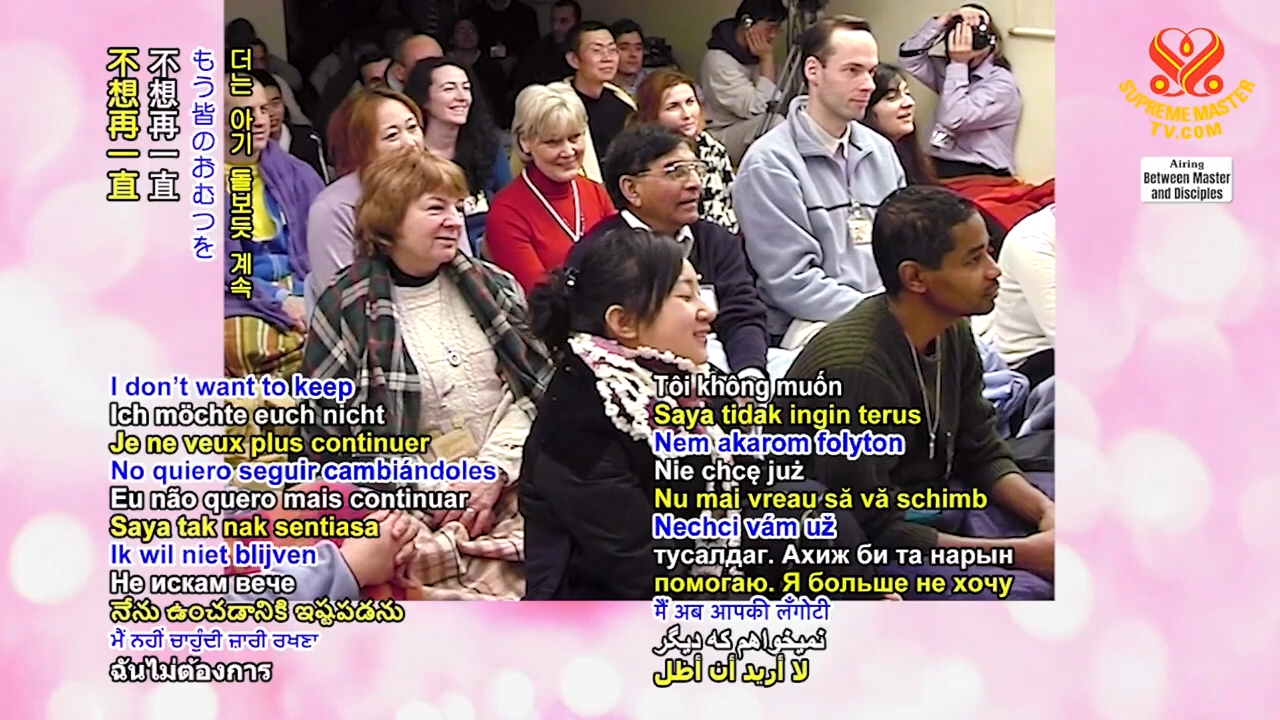 不想再一直
不想再一直
もう皆のおむつを
더는 아기 돌보듯 계속
SUPREME MASTER
TV.COM
Airing
Between Master
and Disciples
I don't want to keep
Ich möchte euch nicht
Je ne veux plus continuer
No quiero seguir cambiándoles
Eu não quero mais continuar
Saya tak nak sentiasa
Ik wil niet blijven
Не искам вече
నేను ఉంచడానికి ఇష్టపడను
ਮੈਂ ਨਹੀਂ ਚਾਹੁੰਦੀ ਜ਼ਾਰੀ ਰਖਣਾ
ฉันไม่ต้องการ
Tôi không muốn
Saya tidak ingin terus
Nem akarom folyton
Nie chcę już
Nu mai vreau să vă schimb
Nechci vám už
тусалдаг. Ахиж би та нарын
помогаю. Я больше не хочу
मैं अब आपकी लँगोटी
نمیخواهم که دیگر
لا أريد أن أظل